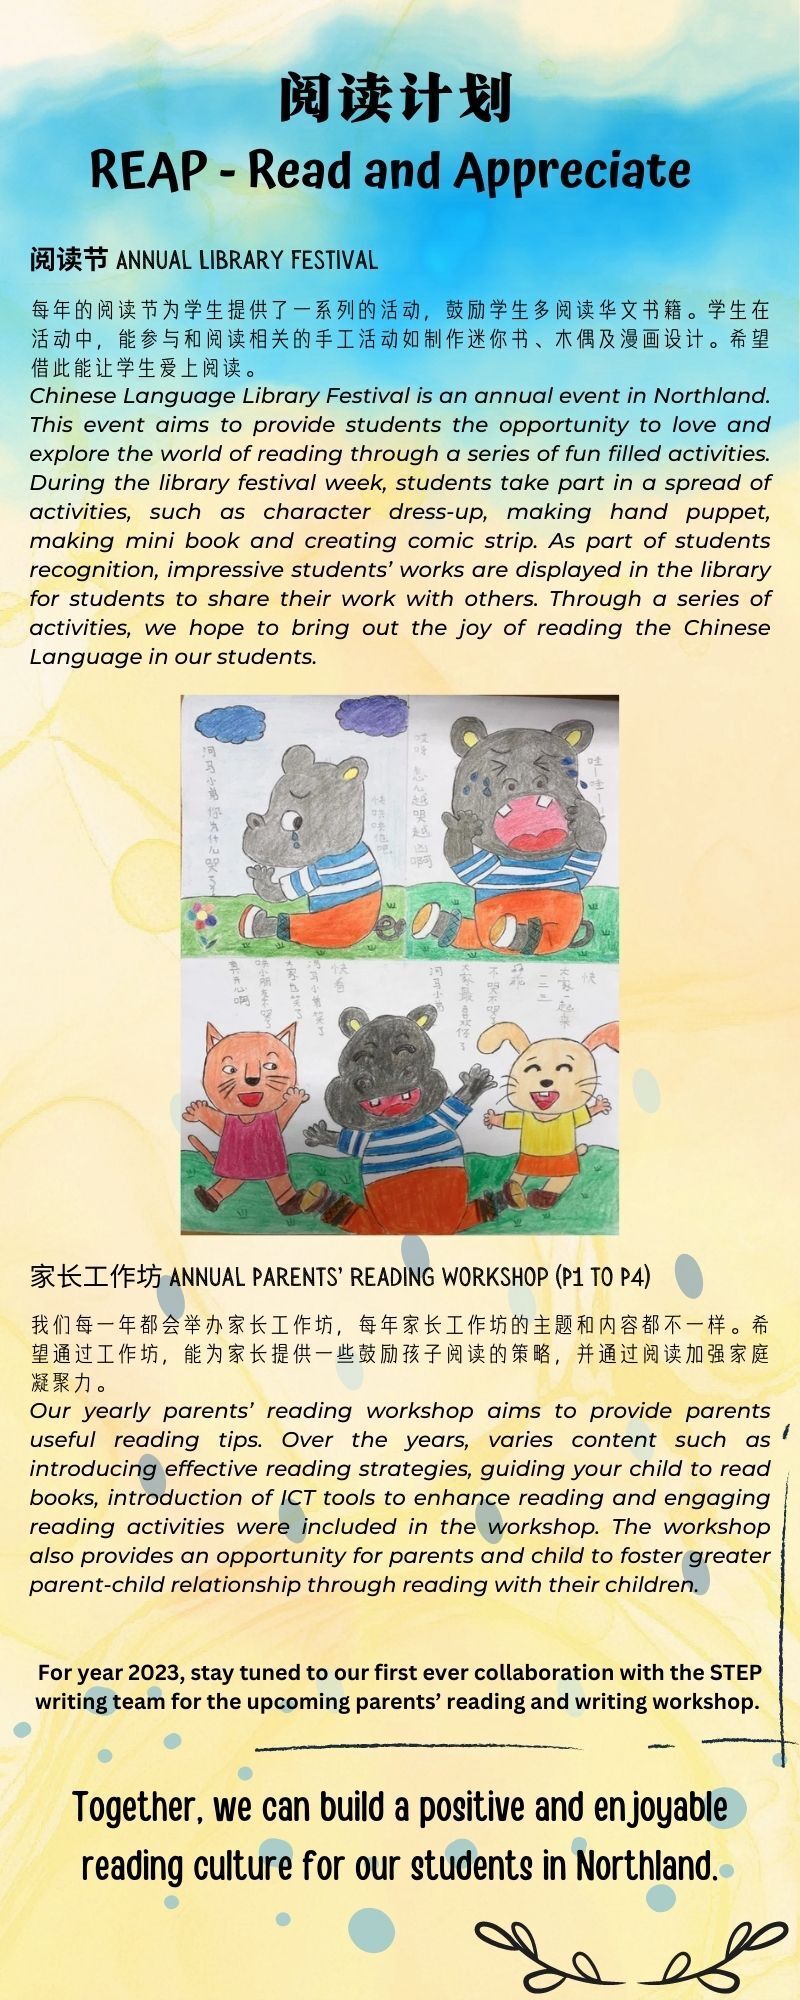 阅读计划
REAP - Read and Appreciate
阅读节 ANNUAL LIBRARY FESTIVAL
每年的阅读节为学生提供了一系列的活动，鼓励学生多阅读华文书籍。学生在
活动中，能参与和阅读相关的手工活动如制作迷你书、木偶及漫画设计。希望
借此能让学生爱上阅读。
Chinese Language Library Festival is an annual event in Northland.
This event aims to provide students the opportunity to love and
explore the world of reading through a series of fun filled activities.
During the library festival week, students take part in a spread of
activities, such as character dress-up, making hand puppet,
making mini book and creating comic strip. As part of students
recognition, impressive students’ works are displayed in the library
for students to share their work with others. Through a series of
activities, we hope to bring out the joy of reading the Chinese
Language in our students.
河马小弟你为什么哭了？
快哄哄他吧
哎呀
怎么越哭越凶啊
哇！哇！
快
大家一起来
一二三
乖乖
不哭不哭了
大家最喜欢你了
河马小弟
快看
河马小弟笑了
大家也笑了
哄小朋友不哭了
真开心啊
家长工作坊 ANNUAL PARENTS’ READING WORKSHOP (P1 TO P4)
我们每一年都会举办家长工作坊，每年家长工作坊的主题和内容都不一样。希
望通过工作坊，能为家长提供一些鼓励孩子阅读的策略，并通过阅读加强家庭
凝聚力。
Our yearly parents’ reading workshop aims to provide parents
useful reading tips. Over the years, varies content such as
introducing effective reading strategies, guiding your child to read
books, introduction of ICT tools to enhance reading and engaging
reading activities were included in the workshop. The workshop
also provides an opportunity for parents and child to foster greater
parent-child relationship through reading with their children.
For year 2023, stay tuned to our first ever collaboration with the STEP
writing team for the upcoming parents’ reading and writing workshop.
Together, we can build a positive and enjoyable
reading culture for our students in Northland.